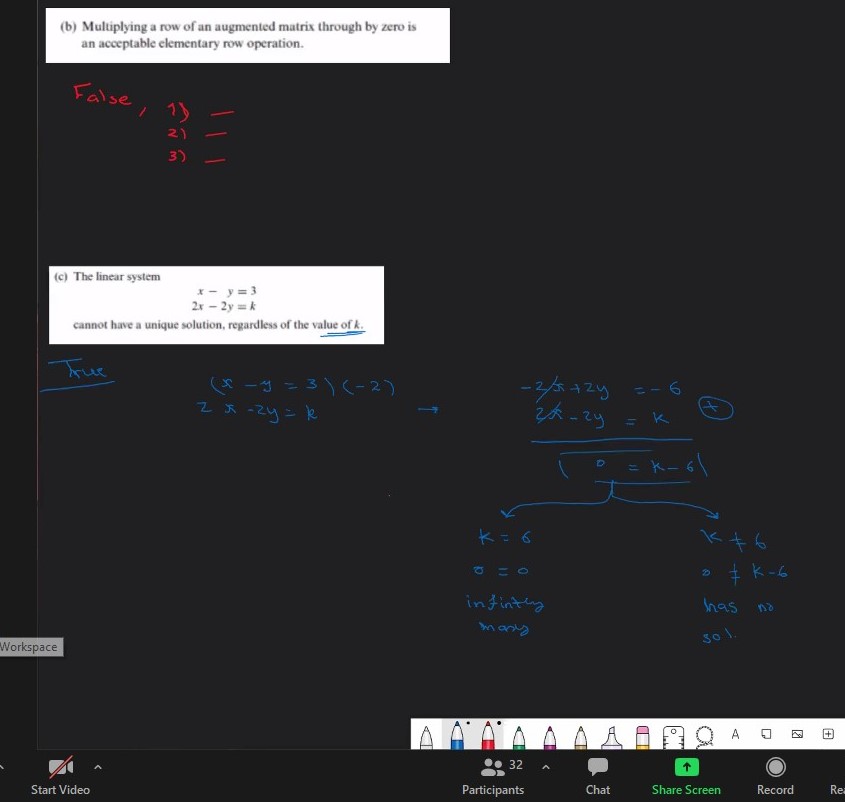 (b) Multiplying a row of an augmented matrix through by zero is
an acceptable elementary row operation.
False, 1) —
2) —
3) —
(c) The linear system
x − y = 3
2x − 2y = k
cannot have a unique solution, regardless of the value of k.
True
(x - y = 3) (-2)
2x - 2y = k
→
-2x + 2y = -6
2x - 2y = k
+
0 = k - 6
k = 6
0 = 0
infintly
many
k ≠ 6
0 ≠ k - 6
has no
sol.
Workspace
A
Start Video
32
Participants
Chat
Share Screen
Record
Rea